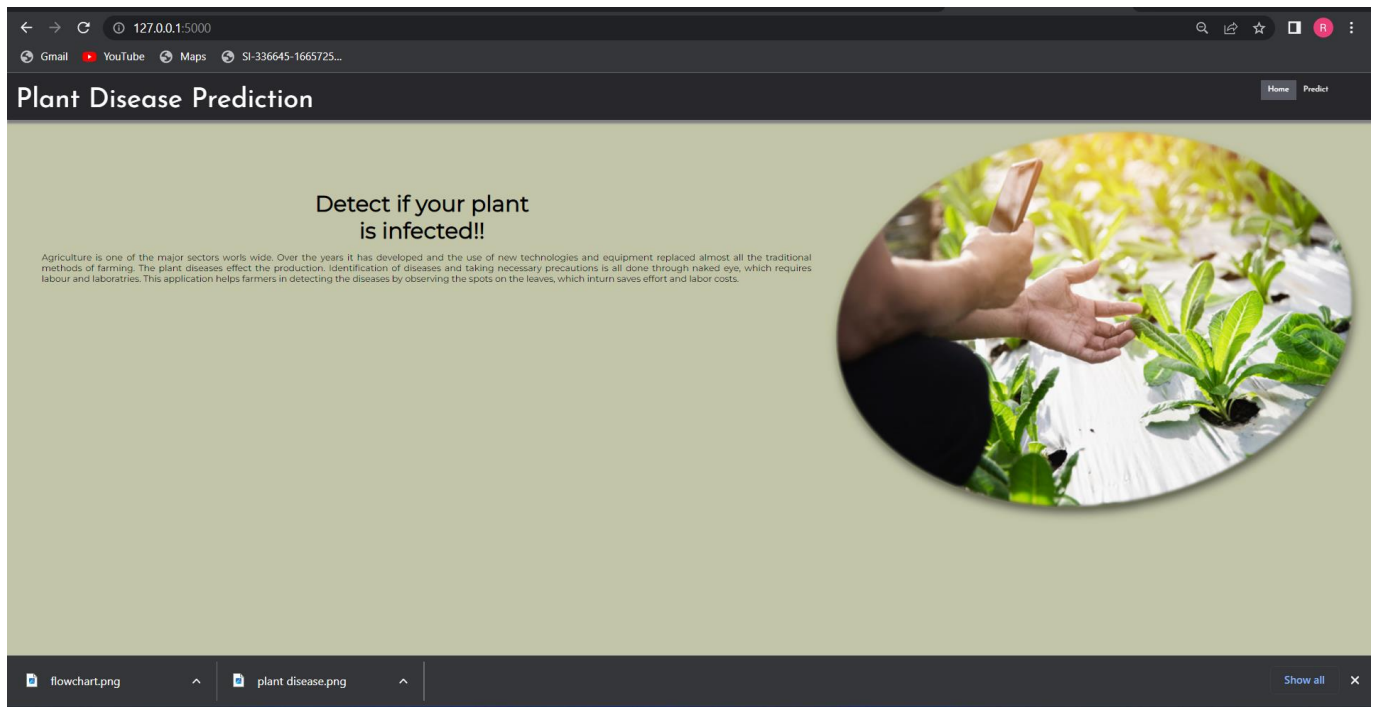 127.0.0.1:5000
R
Gmail YouTube Maps SI-336645-1665725...
Plant Disease Prediction
Home Predict
Detect if your plant
is infected!!
Agriculture is one of the major sectors worls wide. Over the years it has developed and the use of new technologies and equipment replaced almost all the traditional
methods of farming. The plant diseases effect the production. Identification of diseases and taking necessary precautions is all done through naked eye, which requires
labour and laboratries. This application helps farmers in detecting the diseases by observing the spots on the leaves, which inturn saves effort and labor costs.
flowchart.png plant disease.png Show all